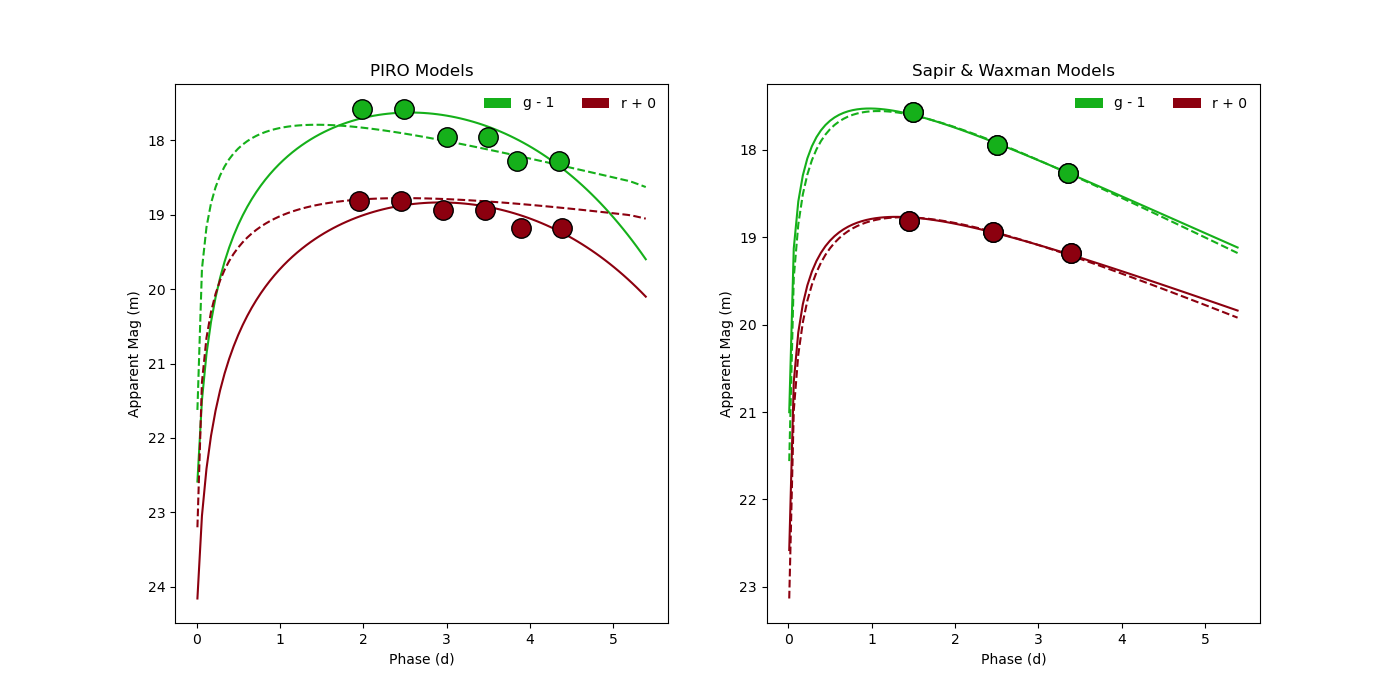 PIRO Models
g - 1
r + 0
18
19
20
21
22
23
24
Apparent Mag (m)
0 1 2 3 4 5
Phase (d)
Sapir & Waxman Models
g - 1
r + 0
18
19
20
21
22
23
Apparent Mag (m)
0 1 2 3 4 5
Phase (d)